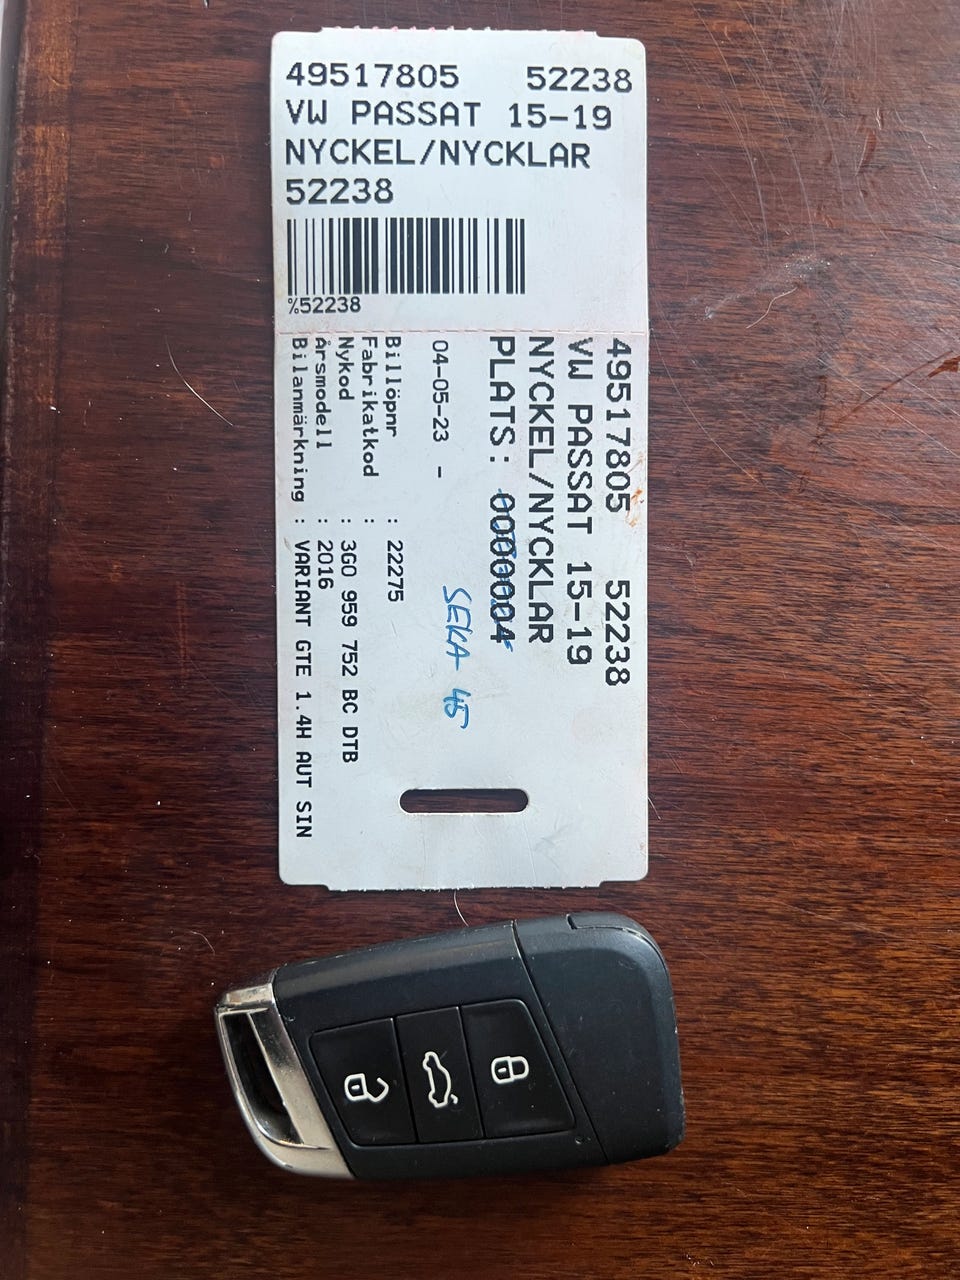 49517805 52238
VW PASSAT 15-19
NYCKEL/NYCKLAR
52238
%52238
49517805 52238
VW PASSAT 15-19
NYCKEL/NYCKLAR
PLATS: 0000004
04-05-23 -
SEKA 45
Billöpnr : 22275
Fabrikatkod :
Nykod : 3G0 959 752 BC DTB
Årsmodell : 2016
Bilanmärkning : VARIANT GTE 1.4H AUT SIN